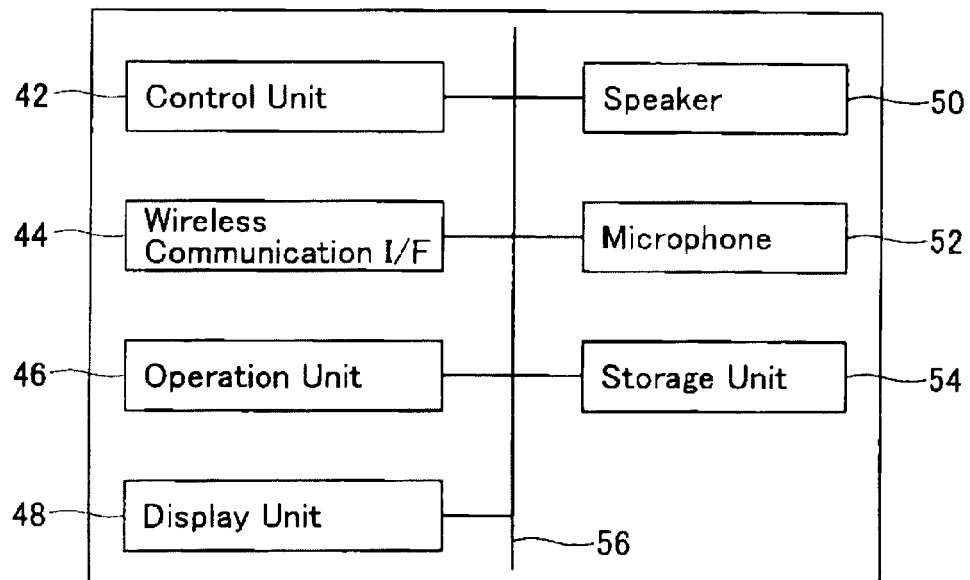 42
Control Unit
Speaker
50
44
Wireless
Communication I/F
Microphone
52
46
Operation Unit
Storage Unit
54
48
Display Unit
56